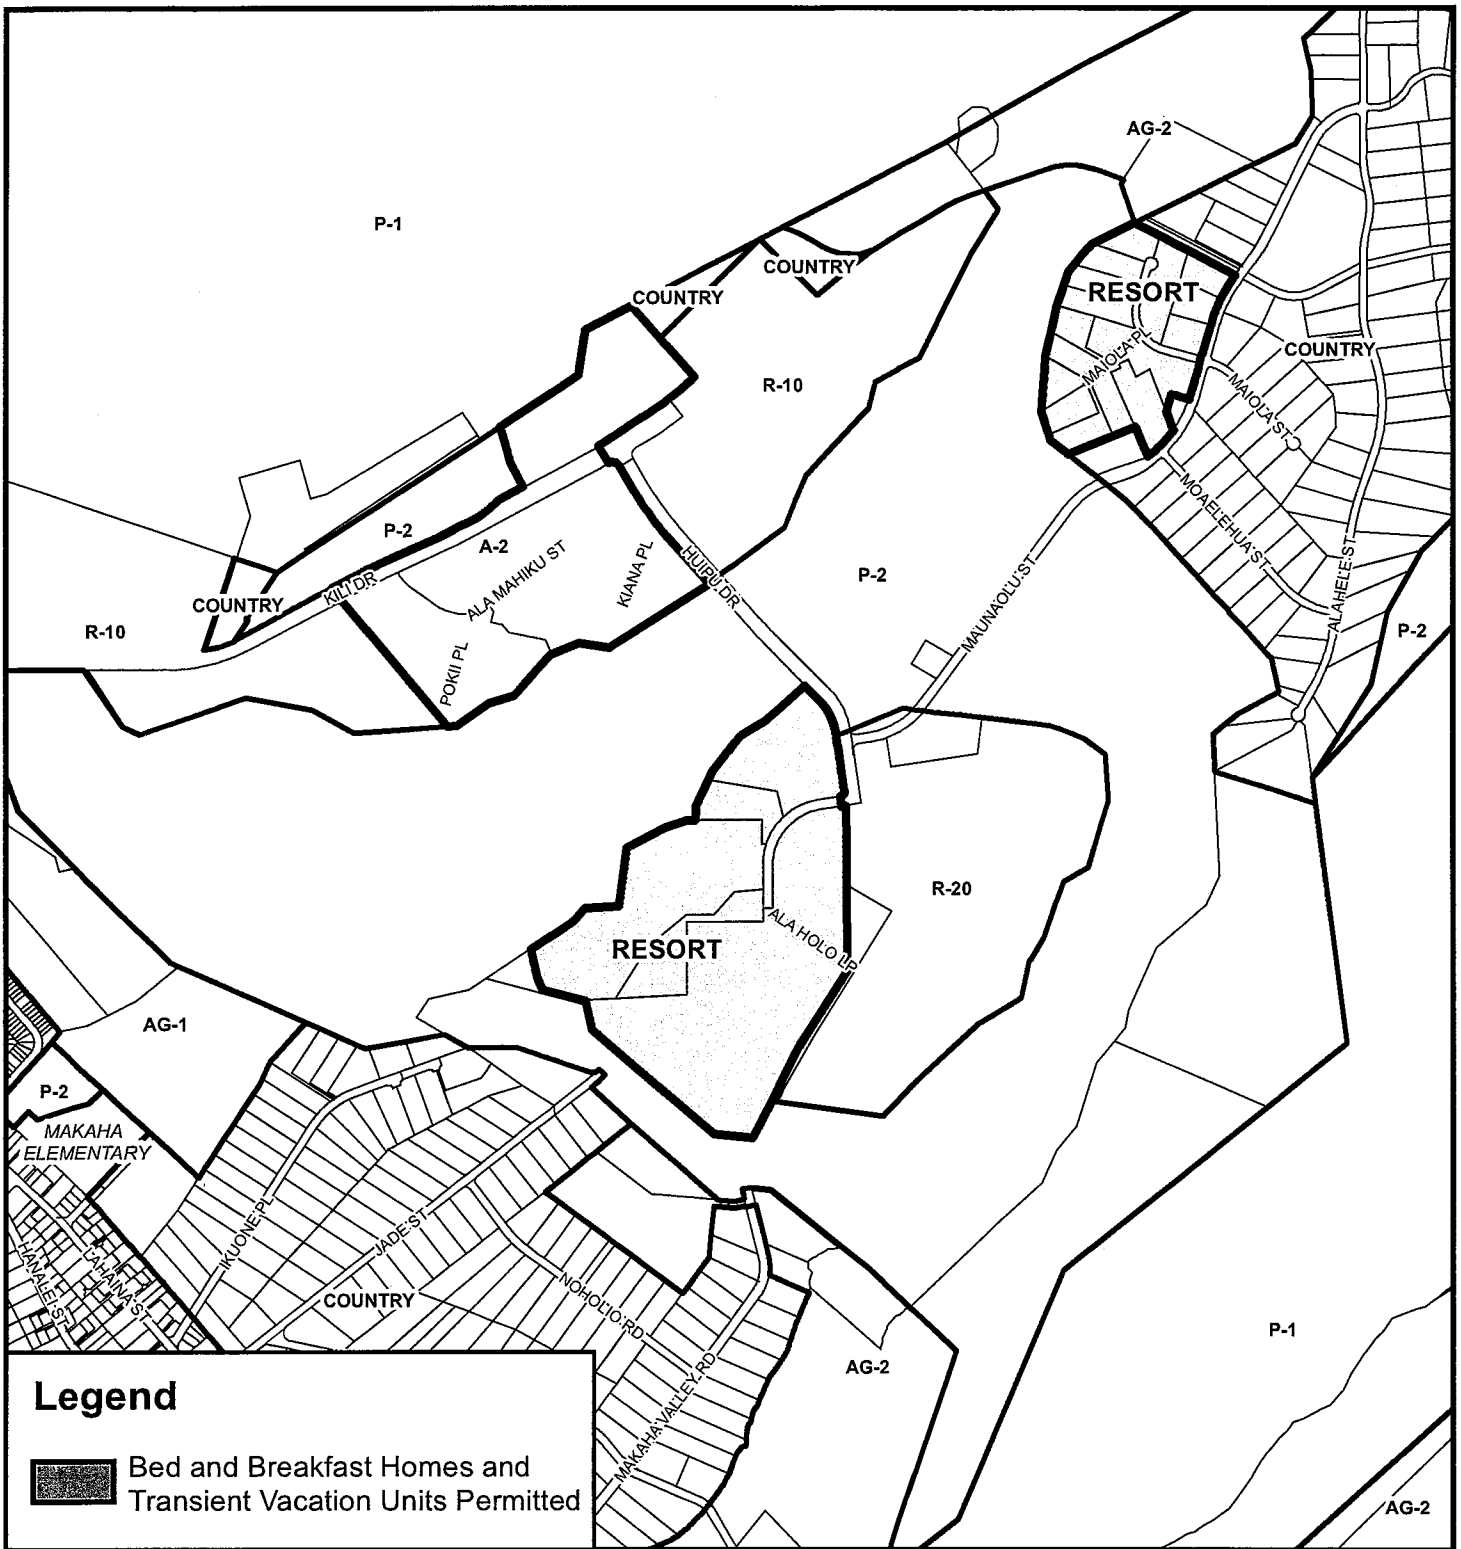 AG-2
P-1
COUNTRY
COUNTRY
RESORT
MAIOLA PL
COUNTRY
R-10
MAIOLA ST
MOAELEHUA ST
P-2
A-2
ALA MAHIKU ST
KIANA PL
HUIPU DR
P-2
MAUNAOLU ST
ALAHELE ST
KILI DR
COUNTRY
R-10
POKII PL
P-2
R-20
ALA HOLO LP
RESORT
AG-1
P-2
MAKAHA
ELEMENTARY
IKUONE PL
JADE ST
LAHAINA ST
HANALEI ST
NOHOLIO RD
COUNTRY
P-1
AG-2
MAKAHA VALLEY RD
Legend
Bed and Breakfast Homes and
Transient Vacation Units Permitted
AG-2